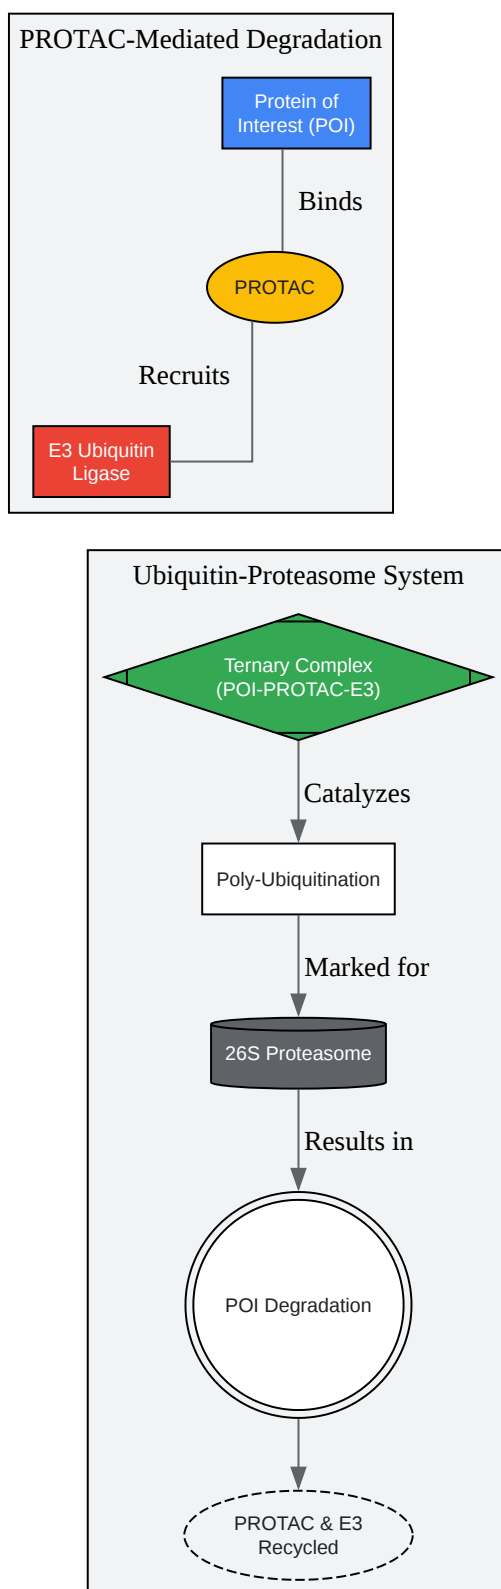 PROTAC-Mediated Degradation
Protein of
Interest (POI)
Binds
PROTAC
Recruits
E3 Ubiquitin
Ligase
Ubiquitin-Proteasome System
Ternary Complex
(POI-PROTAC-E3)
Catalyzes
Poly-Ubiquitination
Marked for
26S Proteasome
Results in
POI Degradation
PROTAC & E3
Recycled